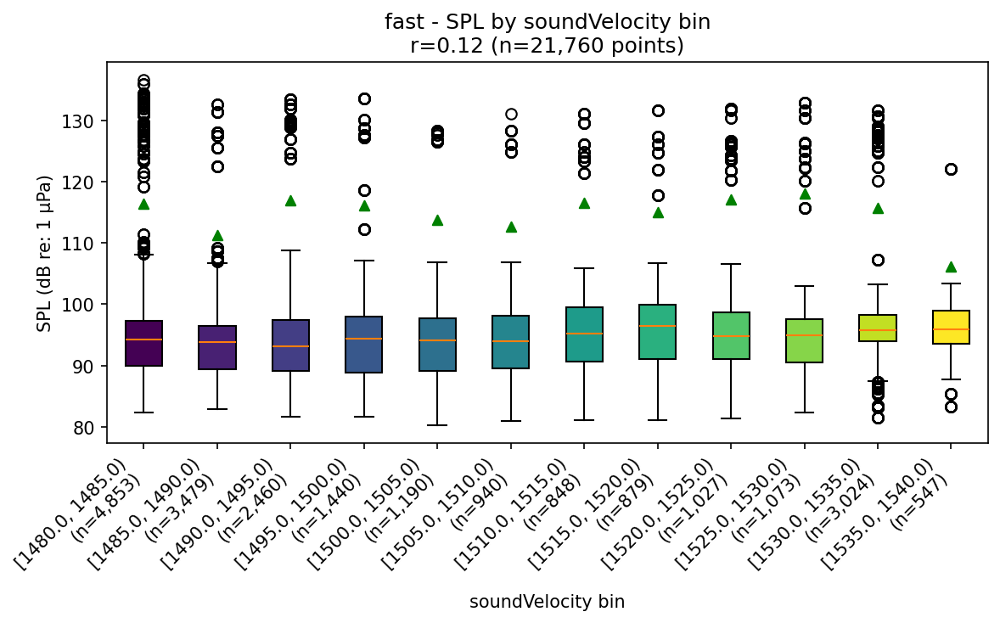 fast - SPL by soundVelocity bin
r=0.12 (n=21,760 points)
SPL (dB re: 1 μPa)
130
120
110
100
90
80
[1480.0, 1485.0)
(n=4,853)
[1485.0, 1490.0)
(n=3,479)
[1490.0, 1495.0)
(n=2,460)
[1495.0, 1500.0)
(n=1,440)
[1500.0, 1505.0)
(n=1,190)
[1505.0, 1510.0)
(n=940)
[1510.0, 1515.0)
(n=848)
[1515.0, 1520.0)
(n=879)
[1520.0, 1525.0)
(n=1,027)
[1525.0, 1530.0)
(n=1,073)
[1530.0, 1535.0)
(n=3,024)
[1535.0, 1540.0)
(n=547)
soundVelocity bin